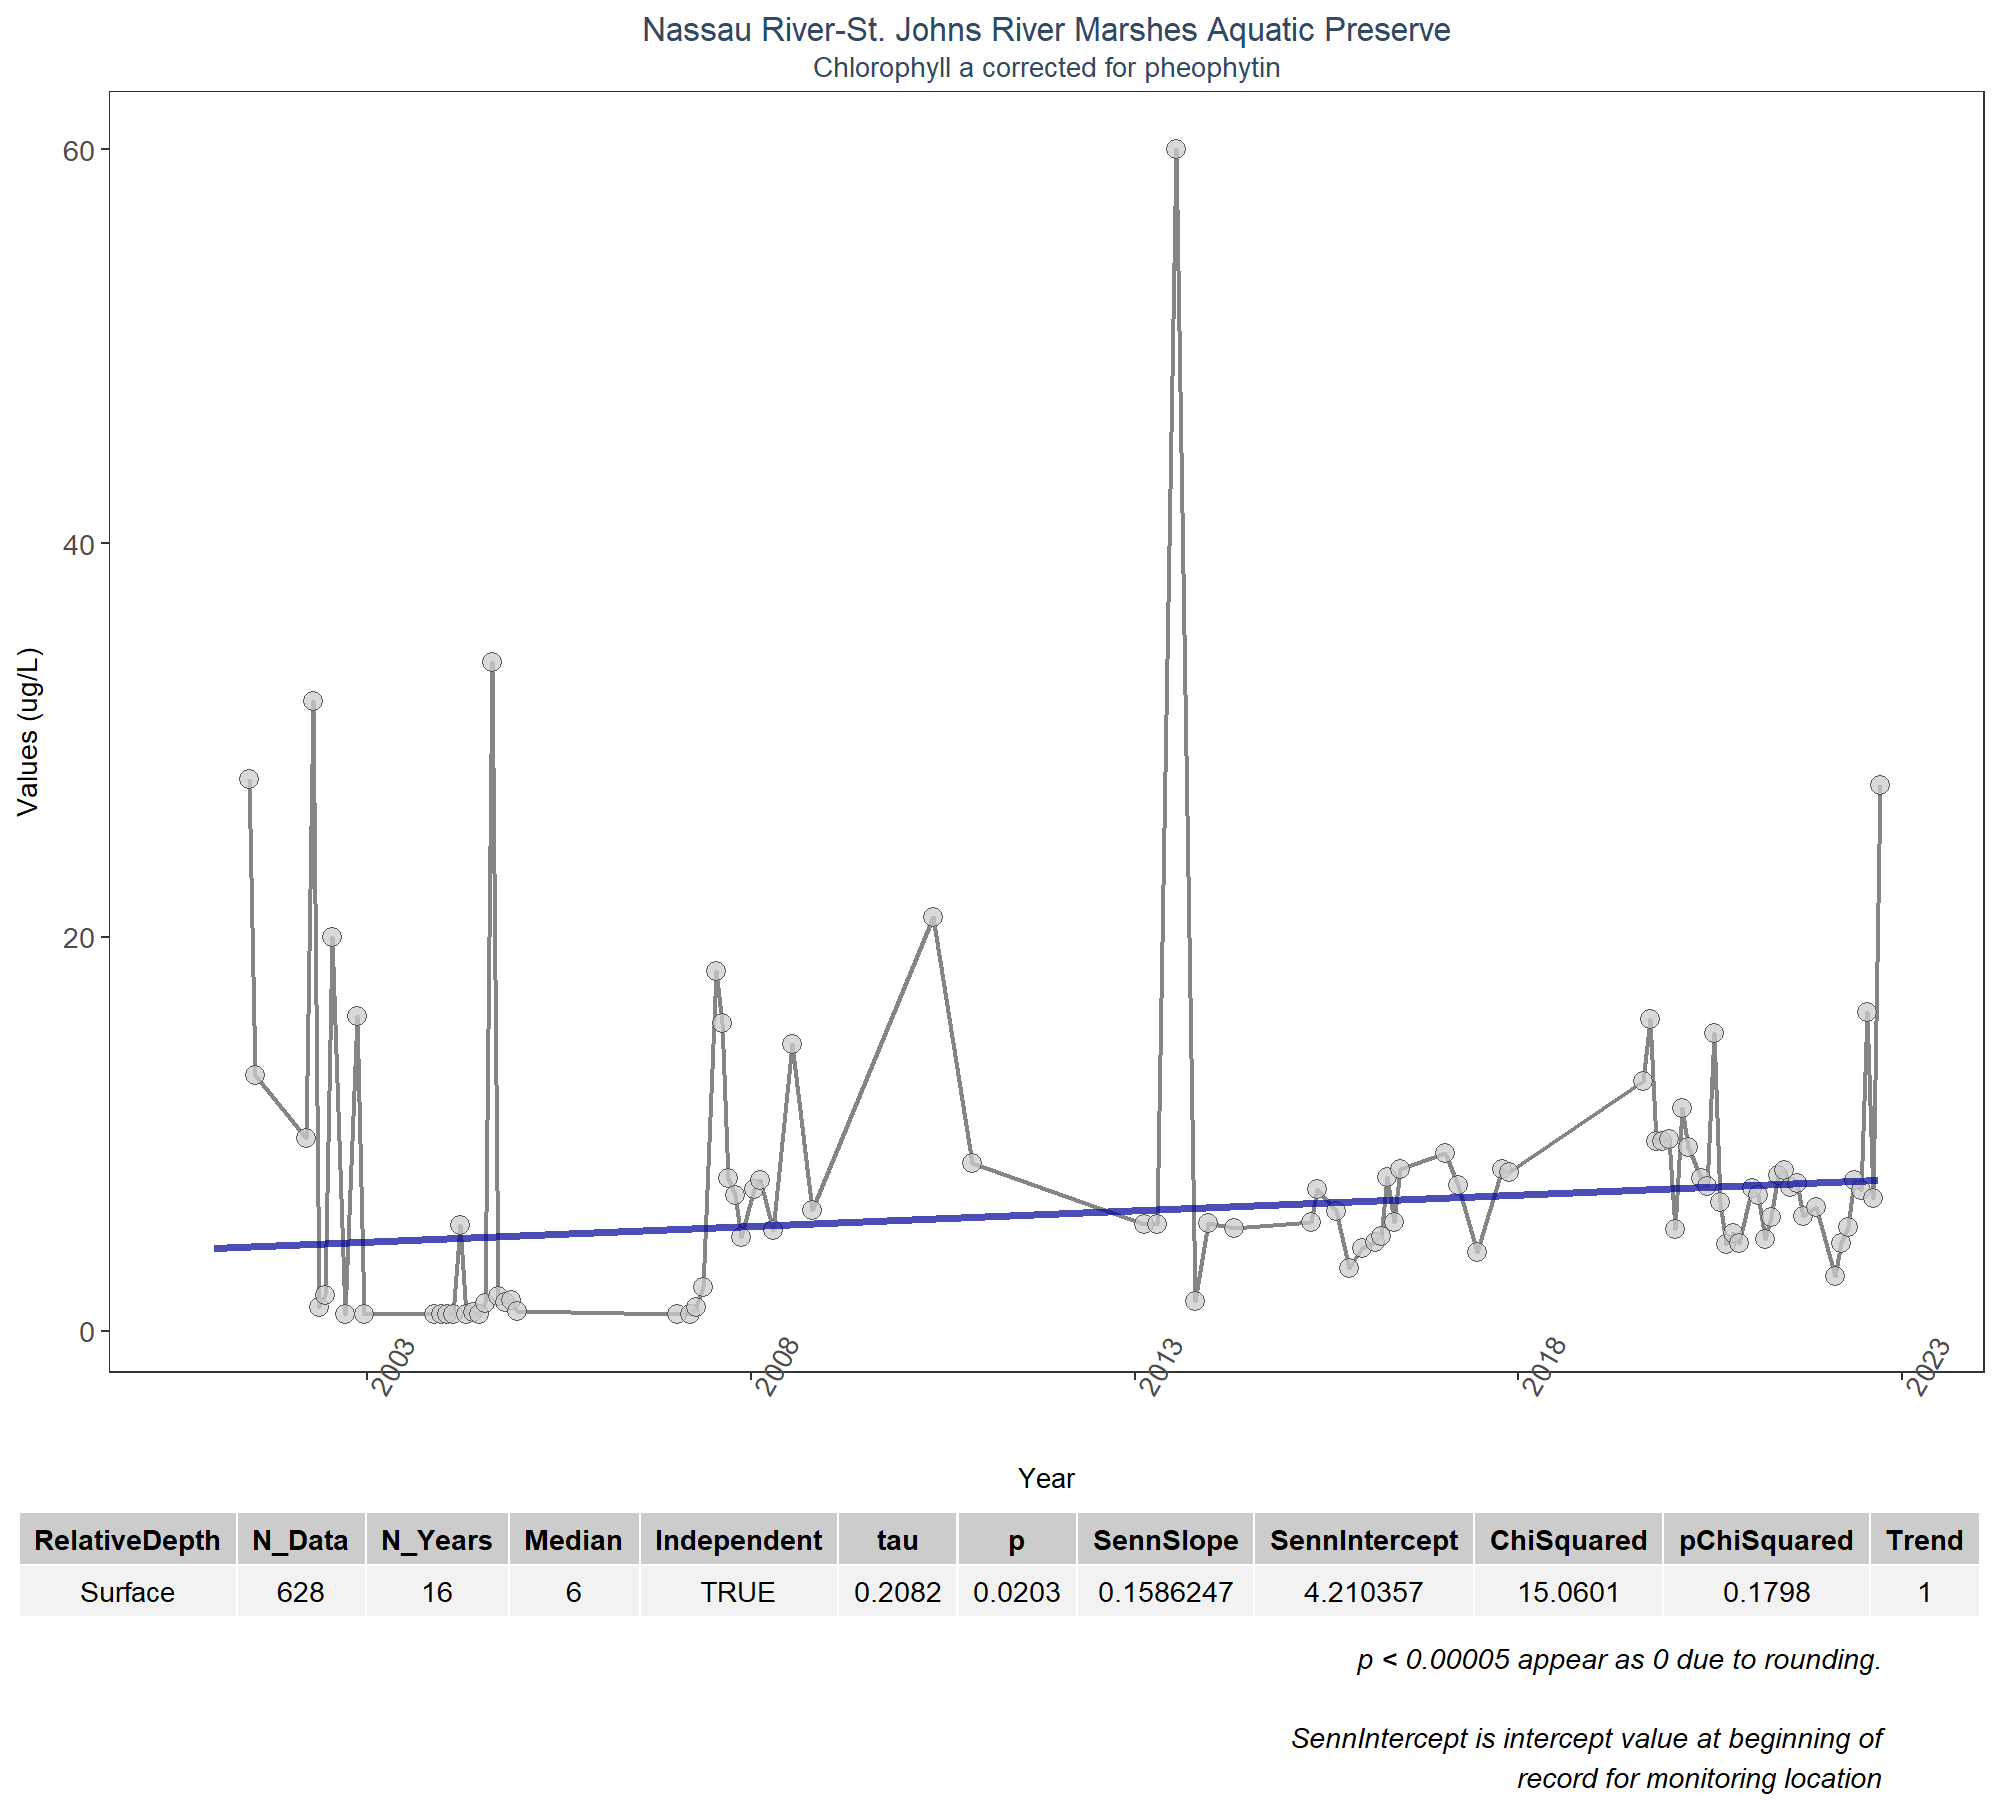 Nassau River-St. Johns River Marshes Aquatic Preserve
Chlorophyll a corrected for pheophytin
Values (ug/L)
60
40
20
0
2003 2008 2013 2018 2023
Year
RelativeDepth N_Data N_Years Median Independent tau p SennSlope SennIntercept ChiSquared pChiSquared Trend
Surface 628 16 6 TRUE 0.2082 0.0203 0.1586247 4.210357 15.0601 0.1798 1
p < 0.00005 appear as 0 due to rounding.
SennIntercept is intercept value at beginning of
record for monitoring location